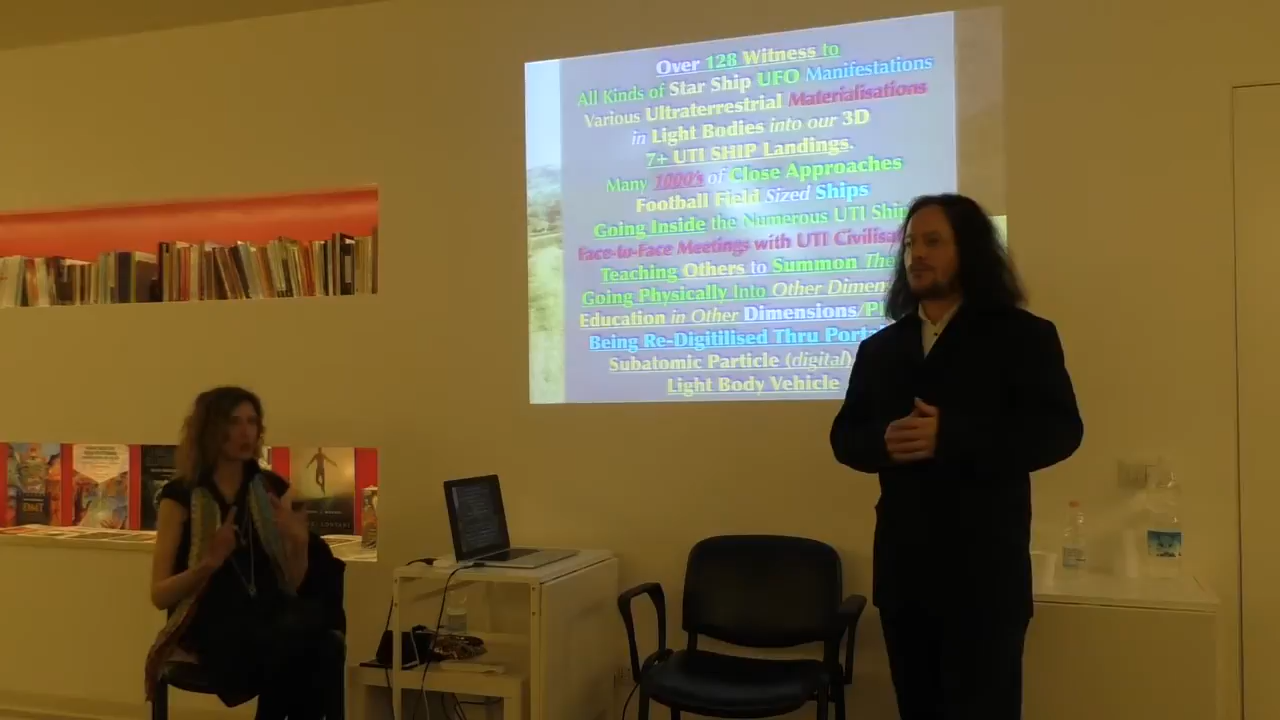 Over 128 Witness to
All Kinds of Star Ship UFO Manifestations
Various Ultraterrestrial Materialisations
in Light Bodies into our 3D
7+ UTI SHIP Landings.
Many 1000's of Close Approaches
Football Field Sized Ships
Going Inside the Numerous UTI Ship
Face-to-Face Meetings with UTI
Teaching Others to Summon
Going Physically Into Other
Education in Other Dimensions/
Being Re-Digitilised Thru
Subatomic Particle (digital)
Light Body Vehicle